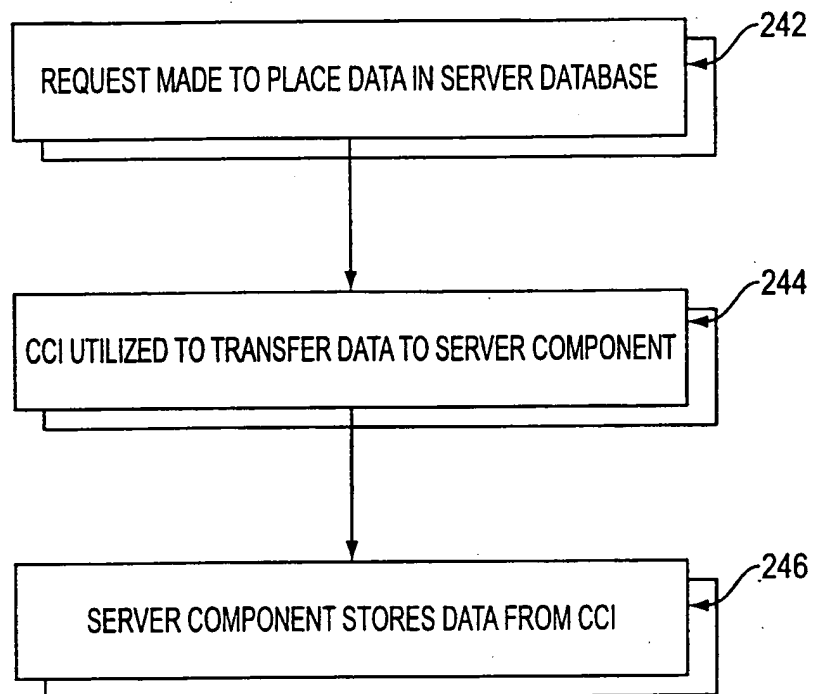 242
REQUEST MADE TO PLACE DATA IN SERVER DATABASE
244
CCI UTILIZED TO TRANSFER DATA TO SERVER COMPONENT
246
SERVER COMPONENT STORES DATA FROM CCI